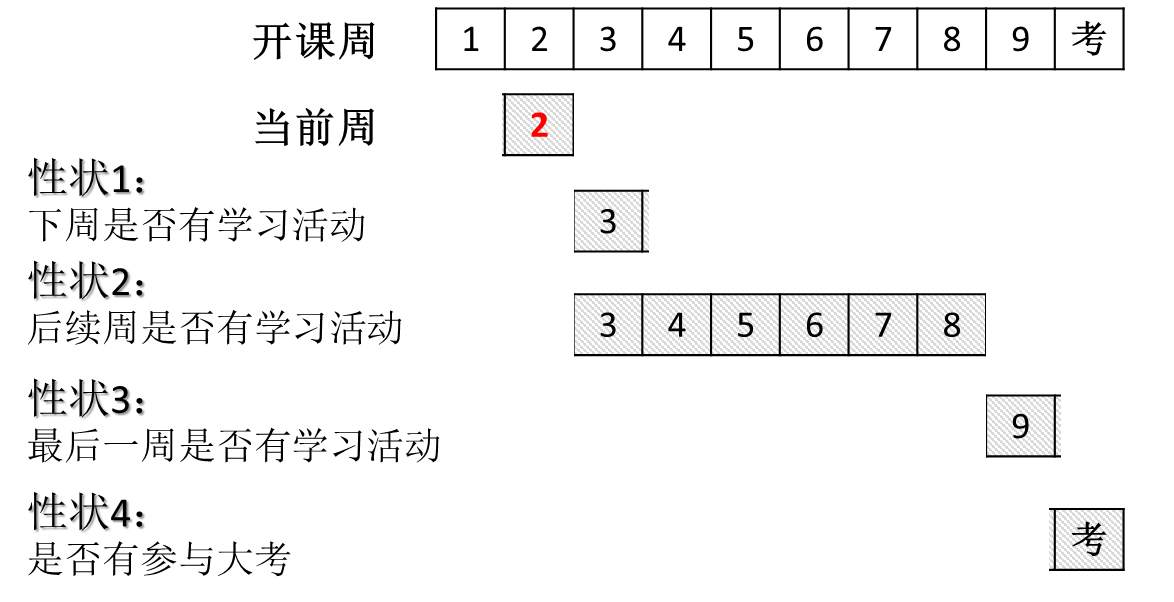 开课周 1 2 3 4 5 6 7 8 9 考
当前周 2
性状1：
下周是否有学习活动 3
性状2：
后续周是否有学习活动 3 4 5 6 7 8
性状3：
最后一周是否有学习活动 9
性状4：
是否有参与大考 考